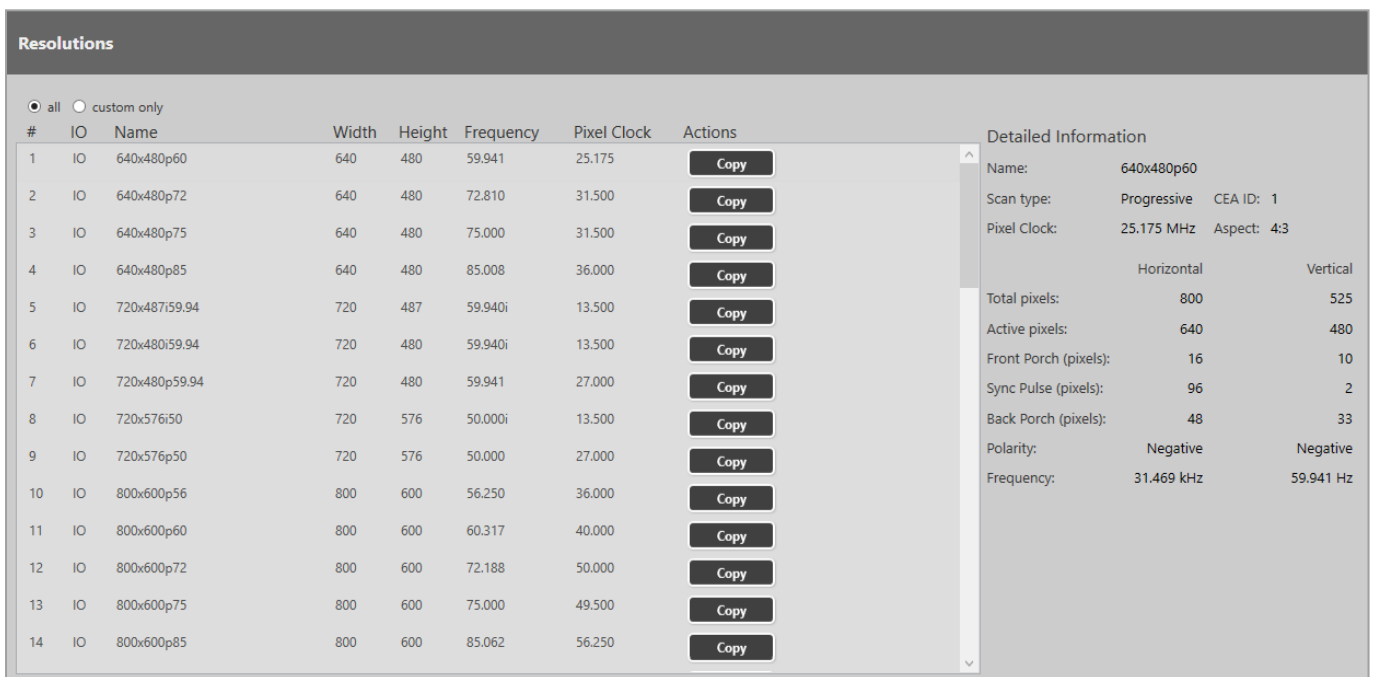 Resolutions
all custom only
# IO Name Width Height Frequency Pixel Clock Actions
1 IO 640x480p60 640 480 59.941 25.175 Copy
2 IO 640x480p72 640 480 72.810 31.500 Copy
3 IO 640x480p75 640 480 75.000 31.500 Copy
4 IO 640x480p85 640 480 85.008 36.000 Copy
5 IO 720x487i59.94 720 487 59.940i 13.500 Copy
6 IO 720x480i59.94 720 480 59.940i 13.500 Copy
7 IO 720x480p59.94 720 480 59.941 27.000 Copy
8 IO 720x576i50 720 576 50.000i 13.500 Copy
9 IO 720x576p50 720 576 50.000 27.000 Copy
10 IO 800x600p56 800 600 56.250 36.000 Copy
11 IO 800x600p60 800 600 60.317 40.000 Copy
12 IO 800x600p72 800 600 72.188 50.000 Copy
13 IO 800x600p75 800 600 75.000 49.500 Copy
14 IO 800x600p85 800 600 85.062 56.250 Copy
Detailed Information
Name: 640x480p60
Scan type: Progressive CEA ID: 1
Pixel Clock: 25.175 MHz Aspect: 4:3
Horizontal Vertical
Total pixels: 800 525
Active pixels: 640 480
Front Porch (pixels): 16 10
Sync Pulse (pixels): 96 2
Back Porch (pixels): 48 33
Polarity: Negative Negative
Frequency: 31.469 kHz 59.941 Hz